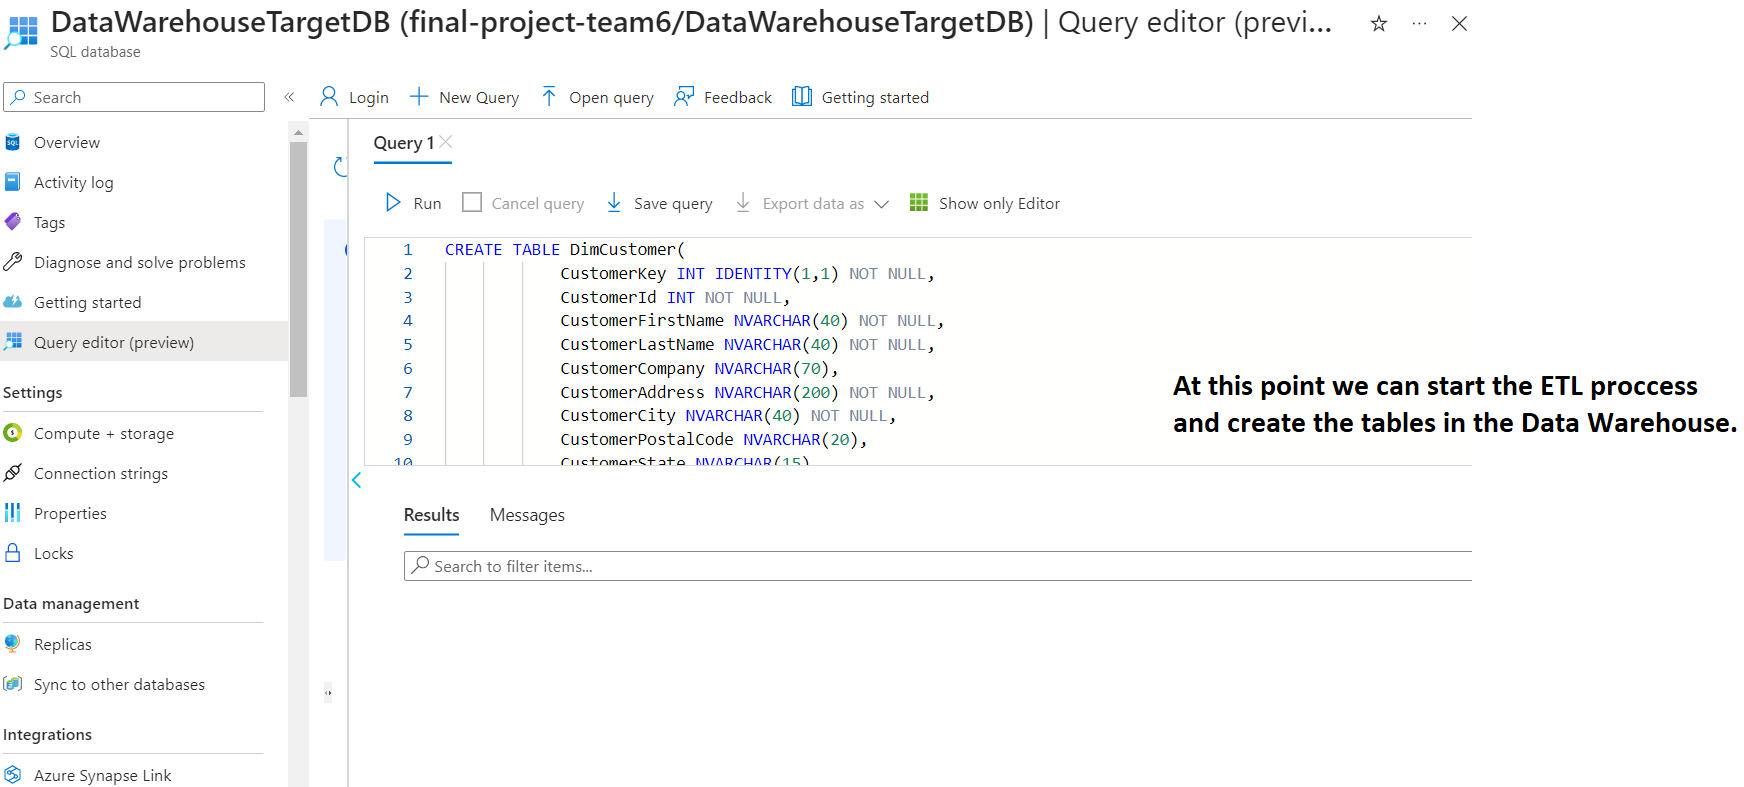 DataWarehouseTargetDB (final-project-team6/DataWarehouseTargetDB) | Query editor (previ...
SQL database
Search
«
Login
New Query
Open query
Feedback
Getting started
Overview
Activity log
Tags
Diagnose and solve problems
Getting started
Query editor (preview)
Settings
Compute + storage
Connection strings
Properties
Locks
Data management
Replicas
Sync to other databases
Integrations
Azure Synapse Link
Query 1
Run
Cancel query
Save query
Export data as
Show only Editor
1 CREATE TABLE DimCustomer(
2 CustomerKey INT IDENTITY(1,1) NOT NULL,
3 CustomerId INT NOT NULL,
4 CustomerFirstName NVARCHAR(40) NOT NULL,
5 CustomerLastName NVARCHAR(40) NOT NULL,
6 CustomerCompany NVARCHAR(70),
7 CustomerAddress NVARCHAR(200) NOT NULL,
8 CustomerCity NVARCHAR(40) NOT NULL,
9 CustomerPostalCode NVARCHAR(20),
10 CustomerState NVARCHAR(15)
Results
Messages
Search to filter items...
At this point we can start the ETL proccess
and create the tables in the Data Warehouse.